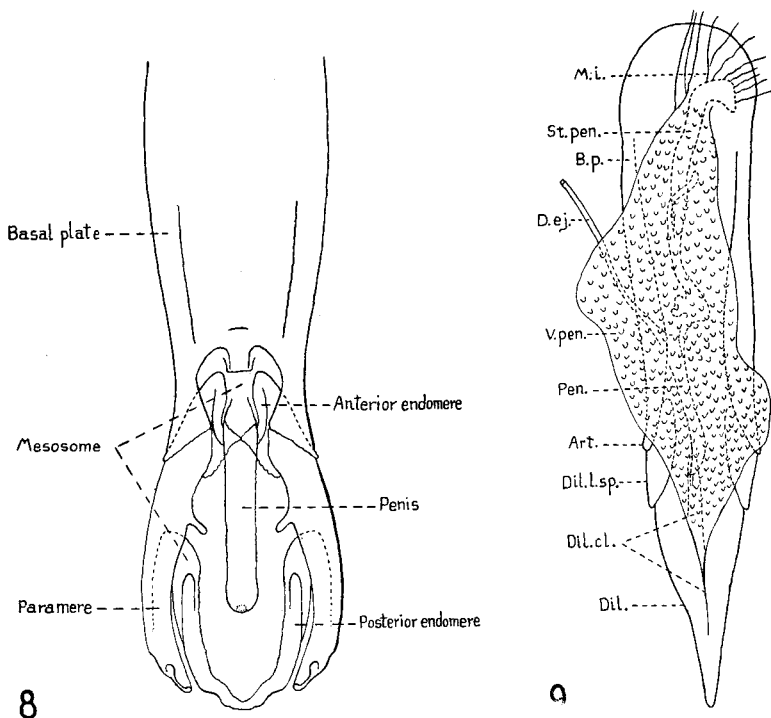 Basal plate
Anterior endomere
Mesosome
Penis
Paramere
Posterior endomere
8
M.i.
St.pen.
B.p.
D.ej.
V.pen.
Pen.
Art.
Dil.l.sp.
Dil.cl.
Dil.
9